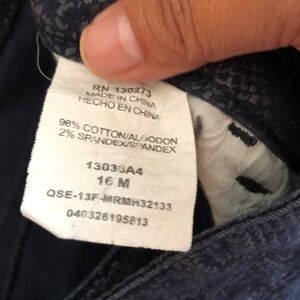 RN 130273
MADE IN CHINA
HECHO EN CHINA
98% COTTON/ALGODON
2% SPANDEX/SPANDEX
13036A4
16 M
QSE-13F-MRMH32133
040326195813